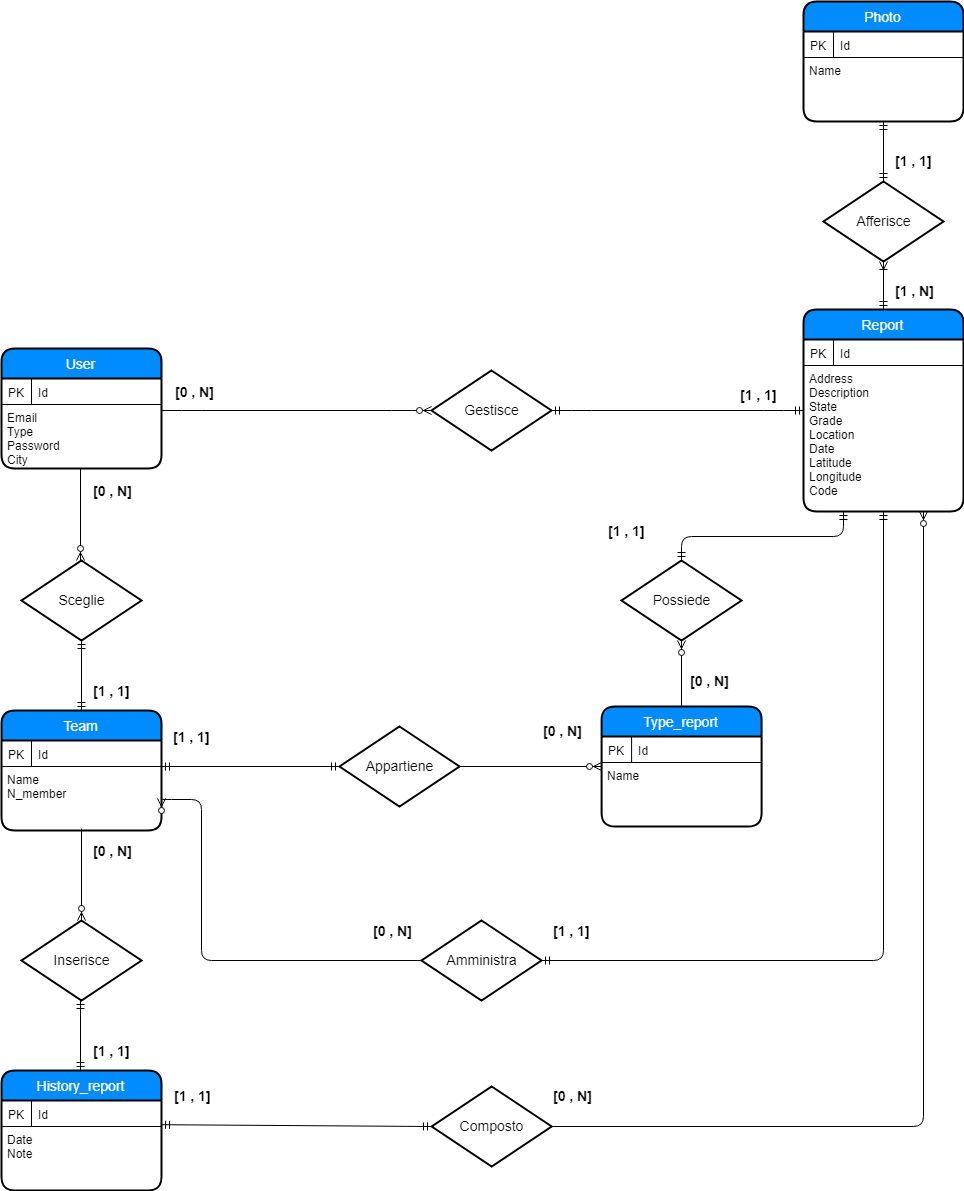 Photo
PK Id
Name
[1 , 1]
Afferisce
[1 , N]
Report
PK Id
Address
Description
State
Grade
Location
Date
Latitude
Longitude
Code
User
PK Id
Email
Type
Password
City
[0 , N]
Gestisce
[1 , 1]
[0 , N]
Sceglie
[1 , 1]
[1 , 1]
Possiede
[0 , N]
Team
PK Id
Name
N_member
[1 , 1]
Appartiene
[0 , N]
Type_report
PK Id
Name
[0 , N]
Inserisce
[1 , 1]
[0 , N]
Amministra
[1 , 1]
History_report
PK Id
Date
Note
[1 , 1]
Composto
[0 , N]